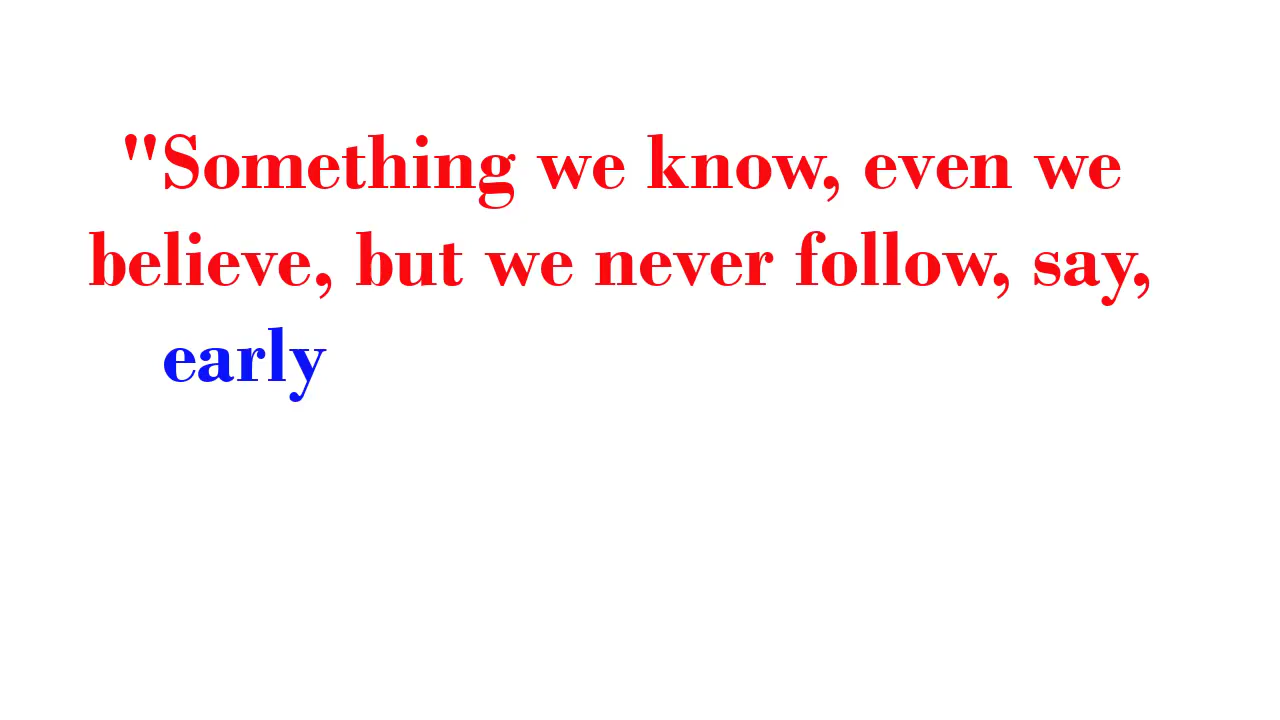 "Something we know, even we
believe, but we never follow, say,
early